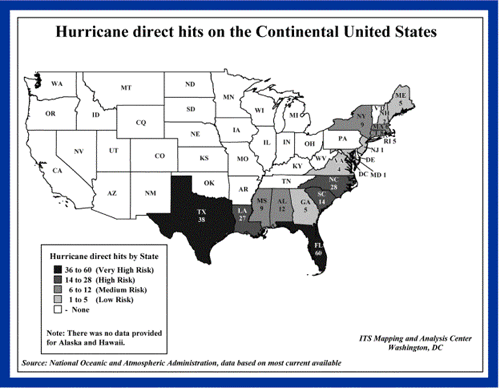 Hurricane direct hits on the Continental United States
WA
MT
ND
MN
ME
5
OR
ID
SD
WI
MI
NY
9
CQ
IA
PA
RI 5
NJ 1
NV
UT
NE
IL
IN
OH
DE
CA
CO
KS
MO
WV
VA
4
DC
MD 1
KY
AZ
NM
OK
AR
TN
NC
28
SC
14
TX
38
LA
27
MS
9
AL
12
GA
5
FL
60
Hurricane direct hits by State
36 to 60 (Very High Risk)
14 to 28 (High Risk)
6 to 12 (Medium Risk)
1 to 5 (Low Risk)
- None
Note: There was no data provided
for Alaska and Hawaii.
ITS Mapping and Analysis Center
Washington, DC
Source: National Oceanic and Atmospheric Administration, data based on most current available